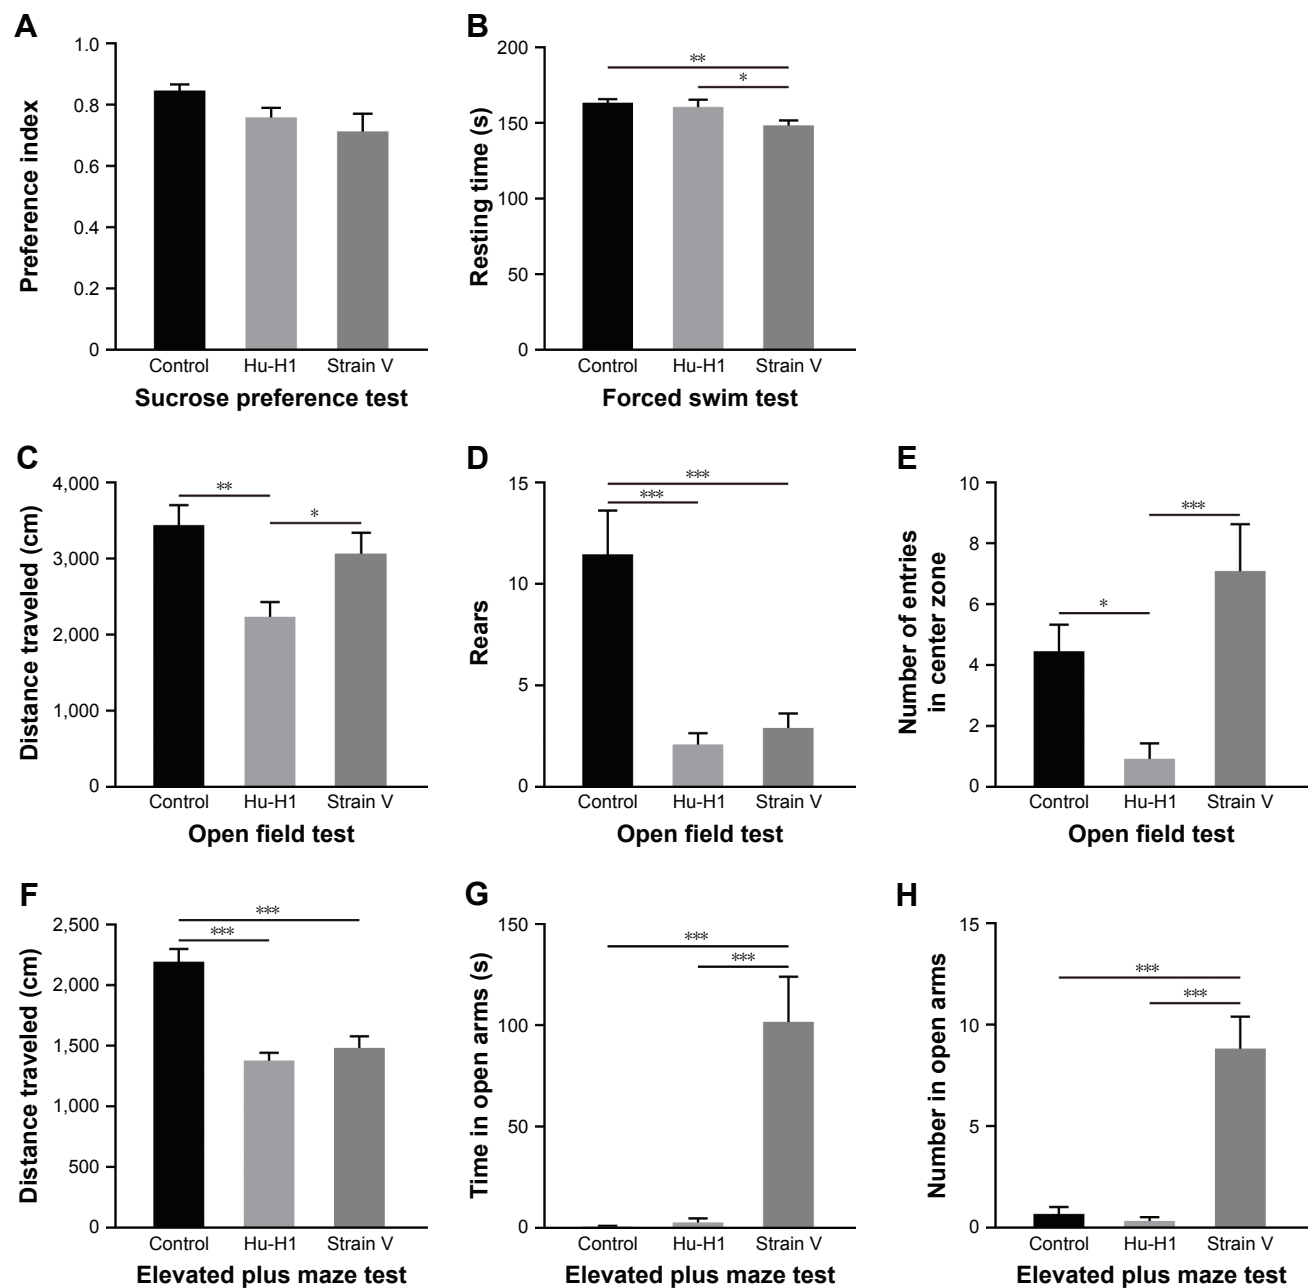 A
Preference index
1.0
0.8
0.6
0.4
0.2
0
Control Hu-H1 Strain V
Sucrose preference test
B
Resting time (s)
200
150
100
50
0
**
*
Control Hu-H1 Strain V
Forced swim test
C
Distance traveled (cm)
4,000
3,000
2,000
1,000
0
**
*
Control Hu-H1 Strain V
Open field test
D
Rears
15
10
5
0
***
***
Control Hu-H1 Strain V
Open field test
E
Number of entries
in center zone
10
8
6
4
2
0
***
*
Control Hu-H1 Strain V
Open field test
F
Distance traveled (cm)
2,500
2,000
1,500
1,000
500
0
***
***
Control Hu-H1 Strain V
Elevated plus maze test
G
Time in open arms (s)
150
100
50
0
***
***
Control Hu-H1 Strain V
Elevated plus maze test
H
Number in open arms
15
10
5
0
***
***
Control Hu-H1 Strain V
Elevated plus maze test